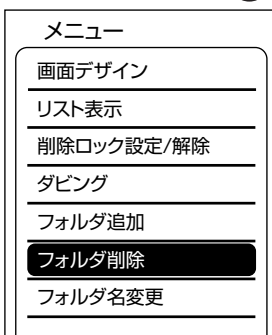 メニュー
画面デザイン
リスト表示
削除ロック設定/解除
ダビング
フォルダ追加
フォルダ削除
フォルダ名変更